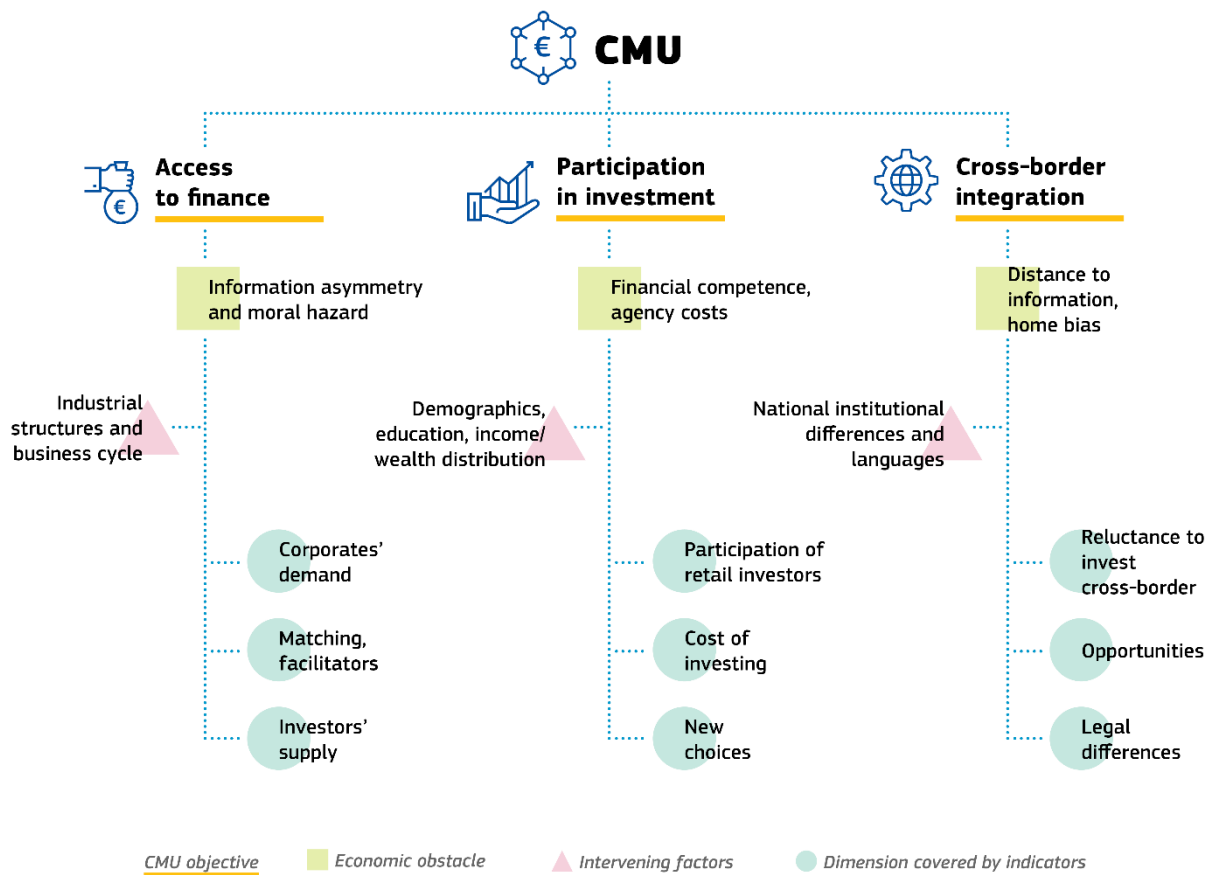 €
CMU
Access
to finance
€
Participation
in investment
Cross-border
integration
Information asymmetry
and moral hazard
Financial competence,
agency costs
Distance to
information,
home bias
Industrial
structures and
business cycle
Demographics,
education, income/
wealth distribution
National institutional
differences and
languages
Corporates’
demand
Participation of
retail investors
Reluctance to
invest
cross-border
Matching,
facilitators
Cost of
investing
Opportunities
Investors’
supply
New
choices
Legal
differences
CMU objective
Economic obstacle
Intervening factors
Dimension covered by indicators